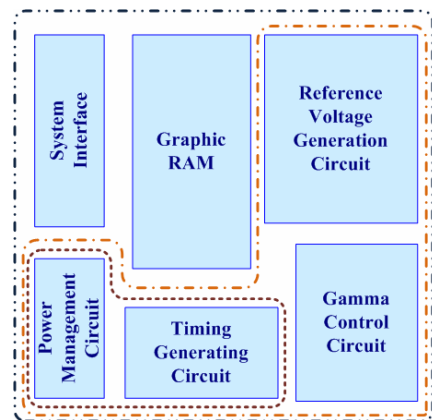 System
Interface
Graphic
RAM
Reference
Voltage
Generation
Circuit
Power
Management
Circuit
Timing
Generating
Circuit
Gamma
Control
Circuit